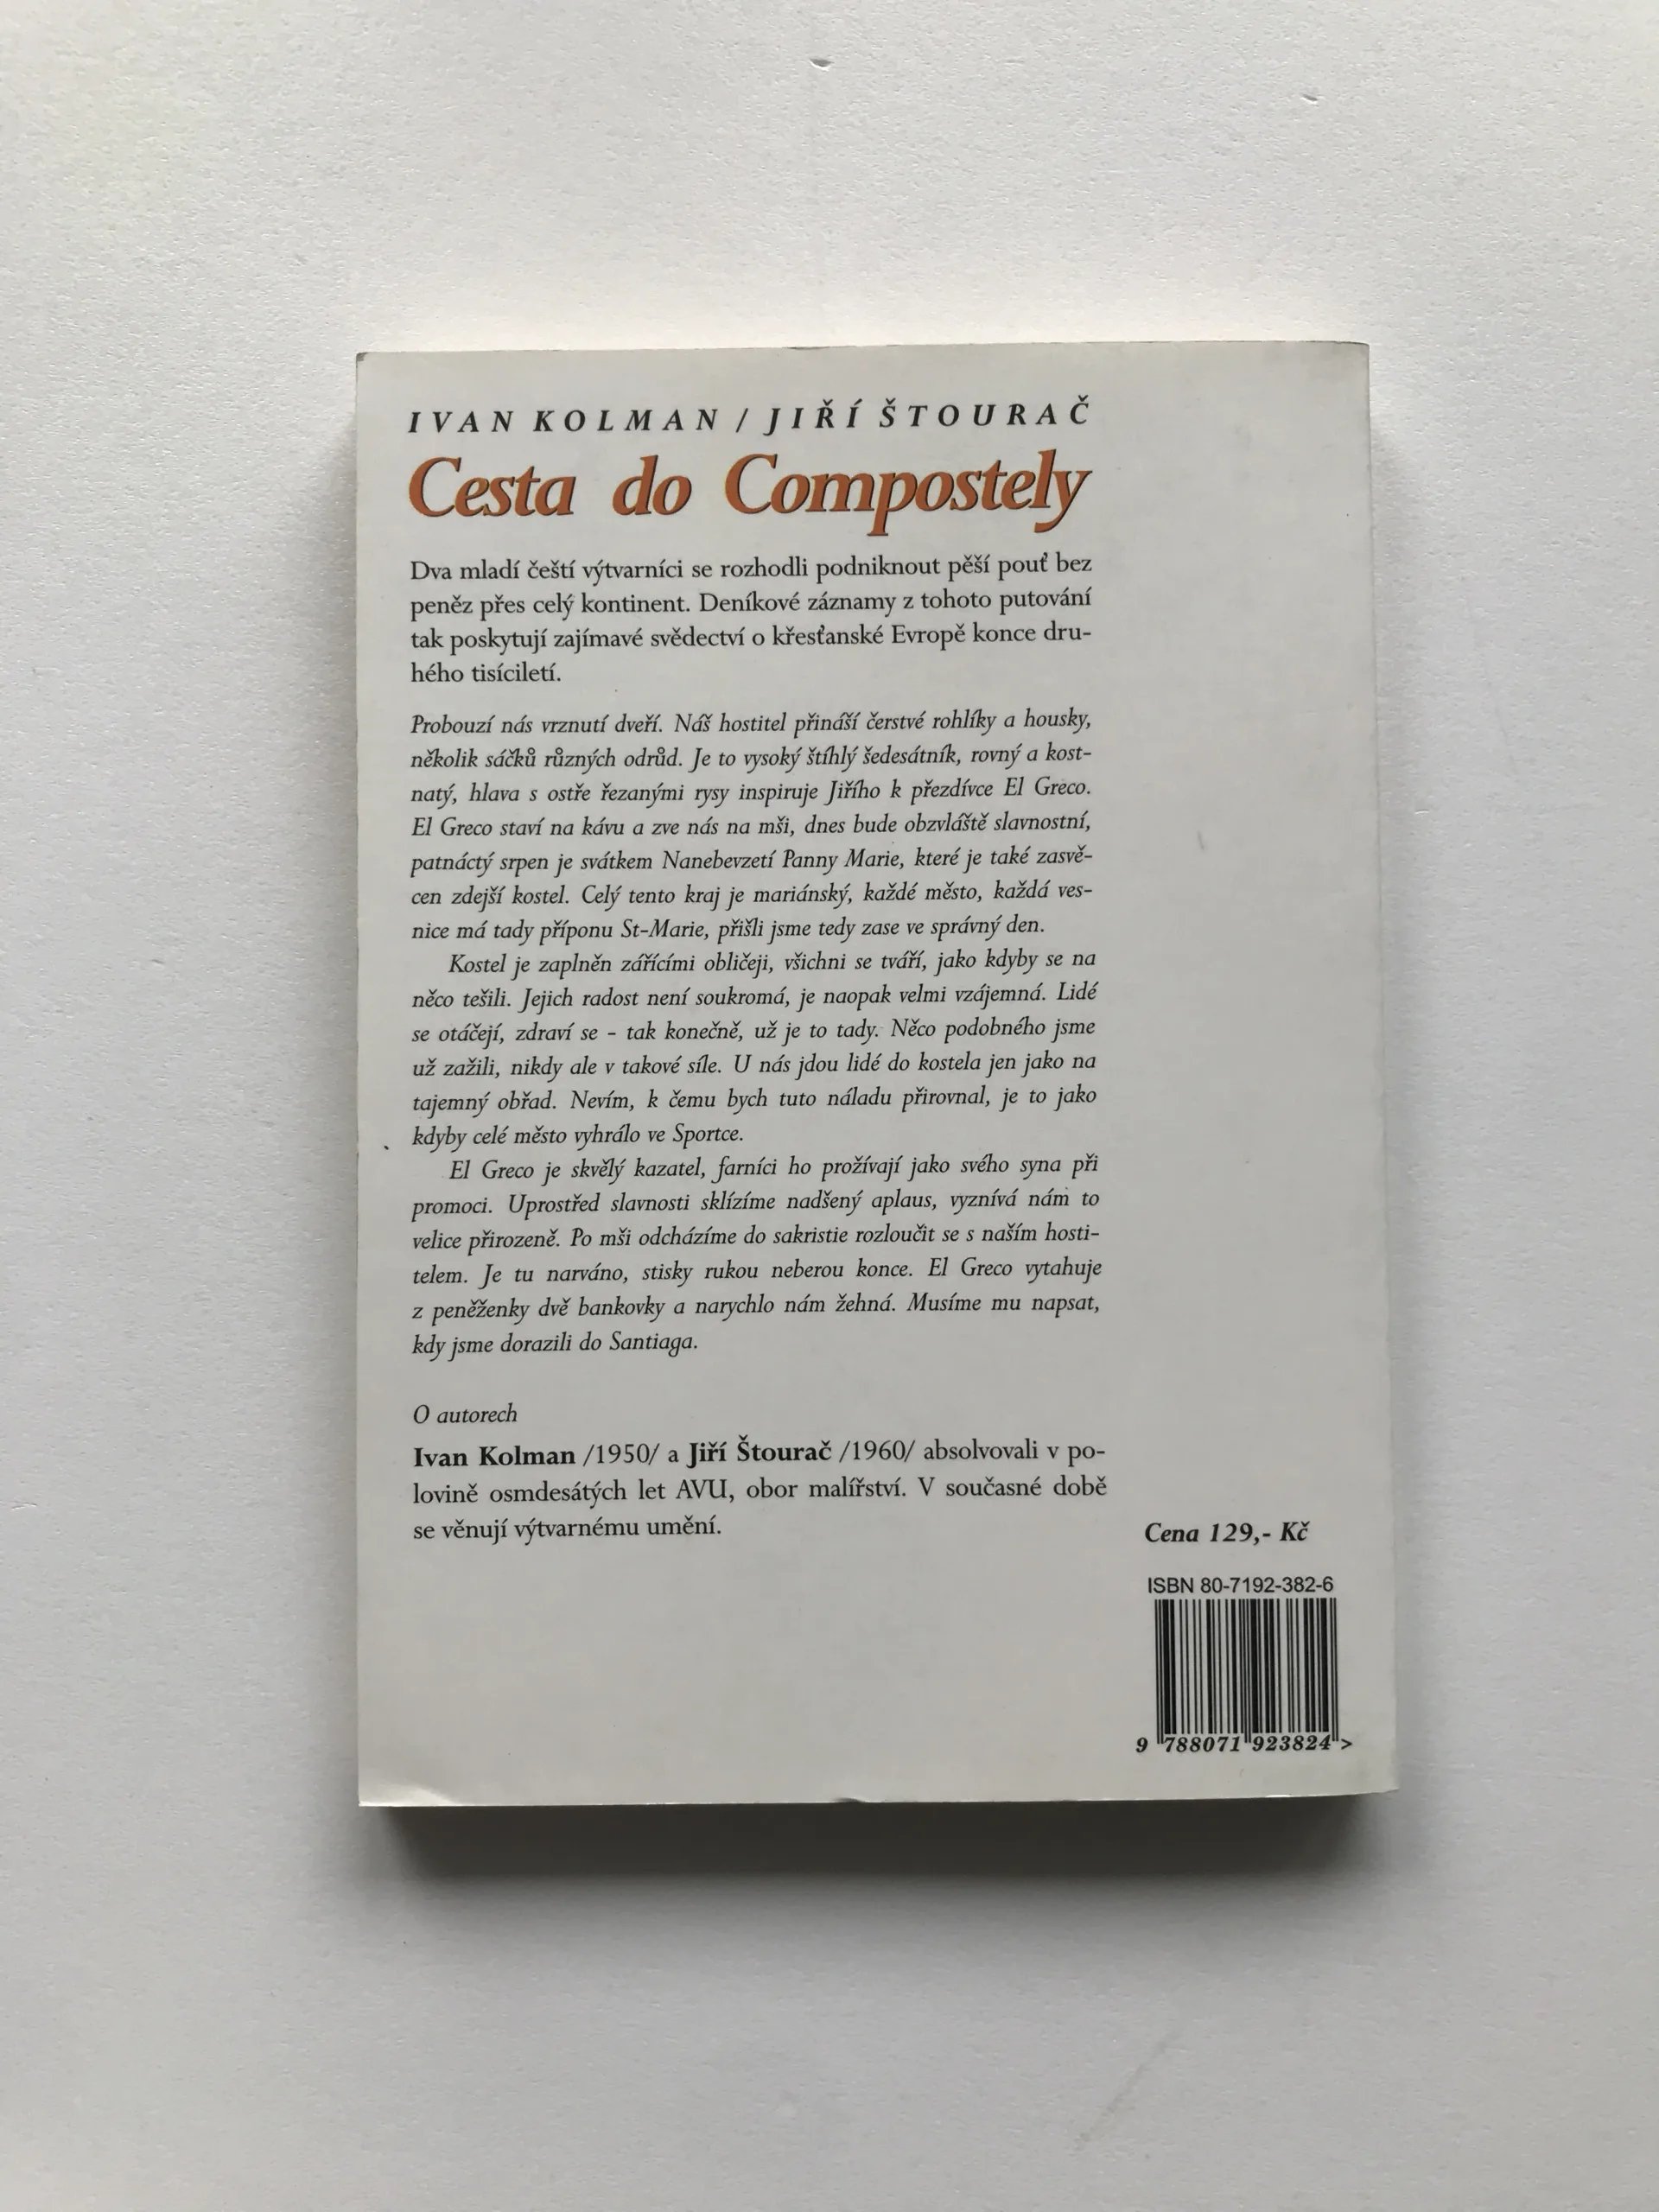 IVAN KOLMAN / JIŘÍ ŠTOURAČ
Cesta do Compostely
Dva mladí čeští výtvarníci se rozhodli podniknout pěší pouť bez
peněz přes celý kontinent. Deníkové záznamy z tohoto putování
tak poskytují zajímavé svědectví o křesťanské Evropě konce dru-
hého tisíciletí.
Probouzí nás vrznutí dveří. Náš hostitel přináší čerstvé rohlíky a housky,
několik sáčků různých odrůd. Je to vysoký štíhlý šedesátník, rovný a kost-
natý, hlava s ostře řezanými rysy inspiruje Jiřího k přezdívce El Greco.
El Greco staví na kávu a zve nás na mši, dnes bude obzvláště slavnostní,
patnáctý srpen je svátkem Nanebevzetí Panny Marie, které je také zasvě-
cen zdejší kostel. Celý tento kraj je mariánský, každé město, každá ves-
nice má tady příponu St-Marie, přišli jsme tedy zase ve správný den.
Kostel je zaplněn zářícími obličeji, všichni se tváří, jako kdyby se na
něco tešili. Jejich radost není soukromá, je naopak velmi vzájemná. Lidé
se otáčejí, zdraví se - tak konečně, už je to tady. Něco podobného jsme
už zažili, nikdy ale v takové síle. U nás jdou lidé do kostela jen jako na
tajemný obřad. Nevím, k čemu bych tuto náladu přirovnal, je to jako
kdyby celé město vyhrálo ve Sportce.
El Greco je skvělý kazatel, farníci ho prožívají jako svého syna při
promoci. Uprostřed slavnosti sklízíme nadšený aplaus, vyznívá nám to
velice přirozeně. Po mši odcházíme do sakristie rozloučit se s naším hosti-
telem. Je tu narváno, stisky rukou neberou konce. El Greco vytahuje
z peněženky dvě bankovky a narychlo nám žehná. Musíme mu napsat,
kdy jsme dorazili do Santiaga.
O autorech
Ivan Kolman /1950/ a Jiří Štourač /1960/ absolvovali v po-
lovině osmdesátých let AVU, obor malířství. V současné době
se věnují výtvarnému umění.
Cena 129,- Kč
ISBN 80-7192-382-6
9 788071 923824 >